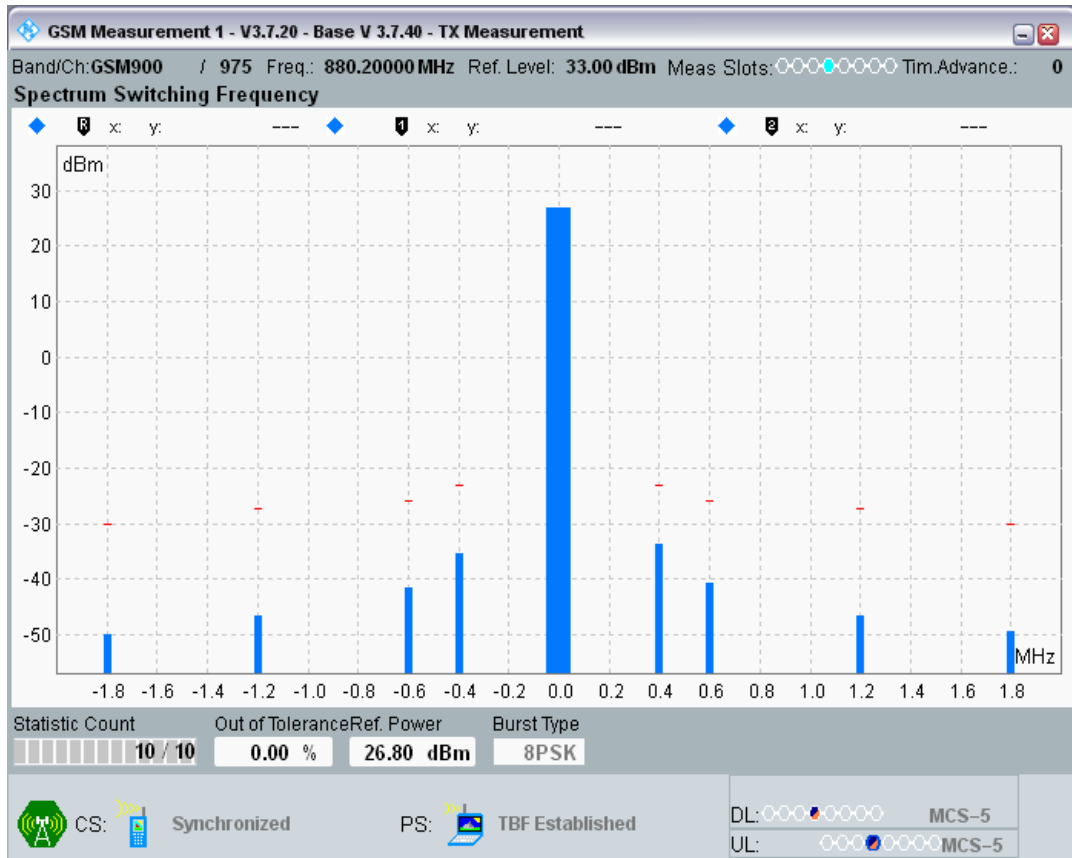 GSM Measurement 1 - V3.7.20 - Base V 3.7.40 - TX Measurement
Band/Ch:GSM900 / 975 Freq.: 880.20000 MHz Ref. Level: 33.00 dBm Meas Slots: Tim.Advance.: 0
Spectrum Switching Frequency
R x: y: --- 1 x: y: --- 2 x: y: ---
dBm
30
20
10
0
-10
-20
-30
-40
-50
MHz
-1.8 -1.6 -1.4 -1.2 -1.0 -0.8 -0.6 -0.4 -0.2 0.0 0.2 0.4 0.6 0.8 1.0 1.2 1.4 1.6 1.8
Statistic Count Out of Tolerance Ref. Power Burst Type
10 / 10 0.00 % 26.80 dBm 8PSK
CS: Synchronized PS: TBF Established DL: MCS-5
UL: MCS-5